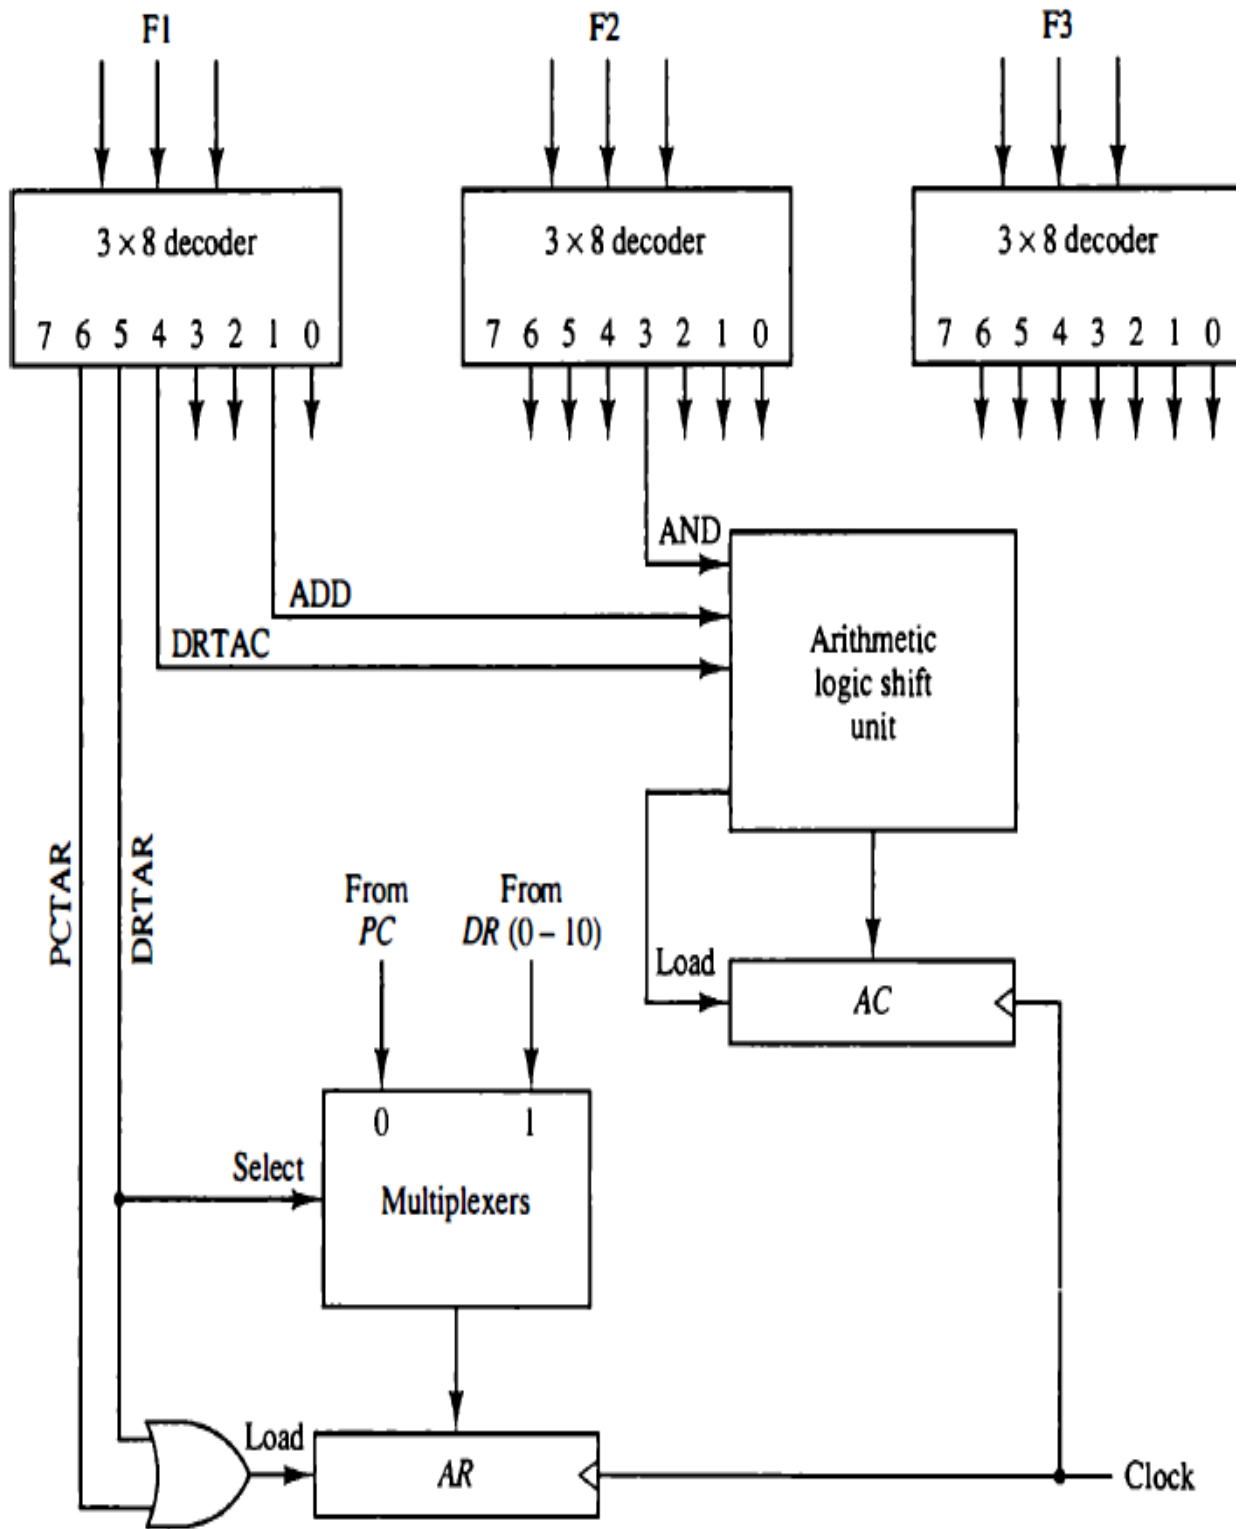 F1
F2
F3
3 × 8 decoder
3 × 8 decoder
3 × 8 decoder
7 6 5 4 3 2 1 0
7 6 5 4 3 2 1 0
7 6 5 4 3 2 1 0
AND
ADD
DRTAC
Arithmetic
logic shift
unit
PCTAR
DRTAR
From
PC
From
DR (0 – 10)
Load
AC
0 1
Select
Multiplexers
Load
AR
Clock